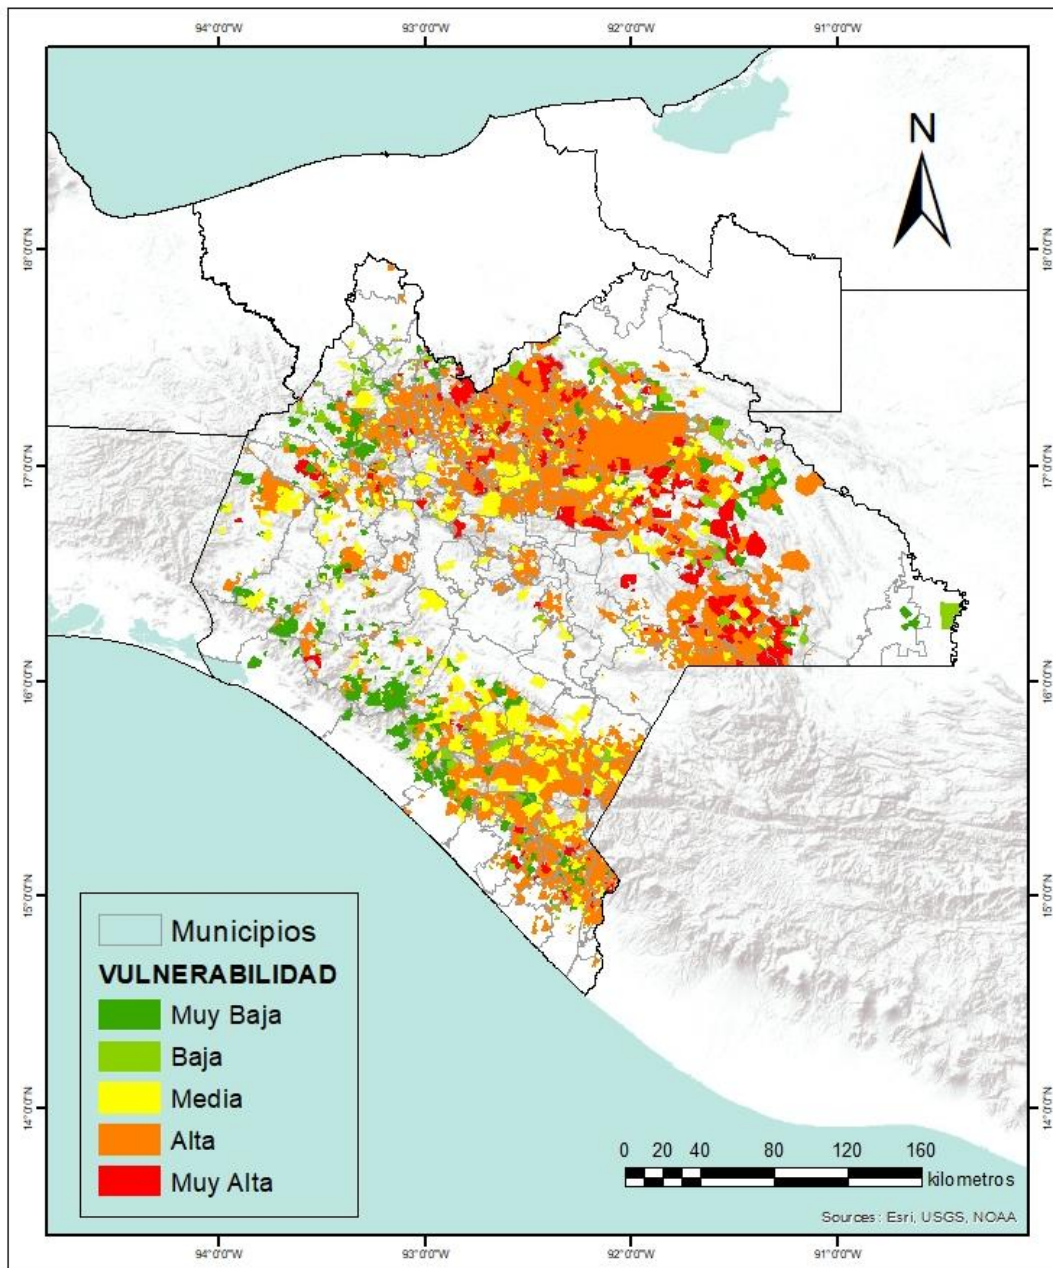 94°0'0"W 93°0'0"W 92°0'0"W 91°0'0"W
N
18°0'0"N 18°0'0"N
17°0'0"N 17°0'0"N
16°0'0"N 16°0'0"N
15°0'0"N 15°0'0"N
14°0'0"N 14°0'0"N
Municipios
VULNERABILIDAD
Muy Baja
Baja
Media
Alta
Muy Alta
0 20 40 80 120 160
kilometros
Sources: Esri, USGS, NOAA
94°0'0"W 93°0'0"W 92°0'0"W 91°0'0"W